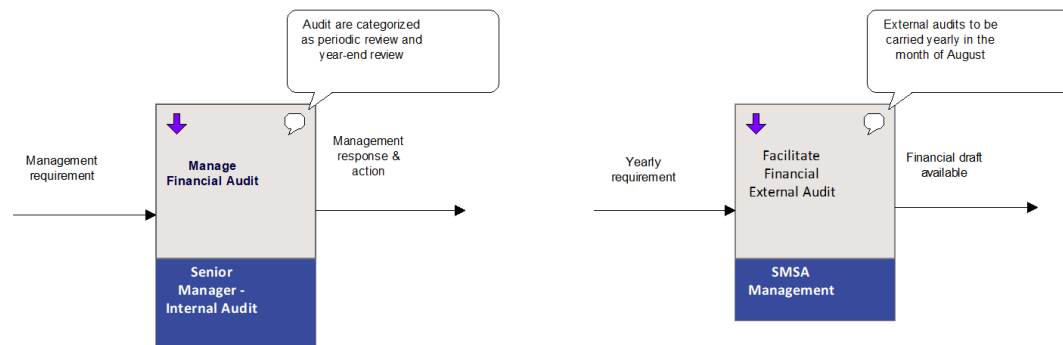 Audit are categorized
as periodic review and
year-end review
Management
requirement
Manage
Financial Audit
Management
response &
action
Senior
Manager -
Internal Audit
External audits to be
carried yearly in the
month of August
Yearly
requirement
Facilitate
Financial
External Audit
Financial draft
available
SMSA
Management